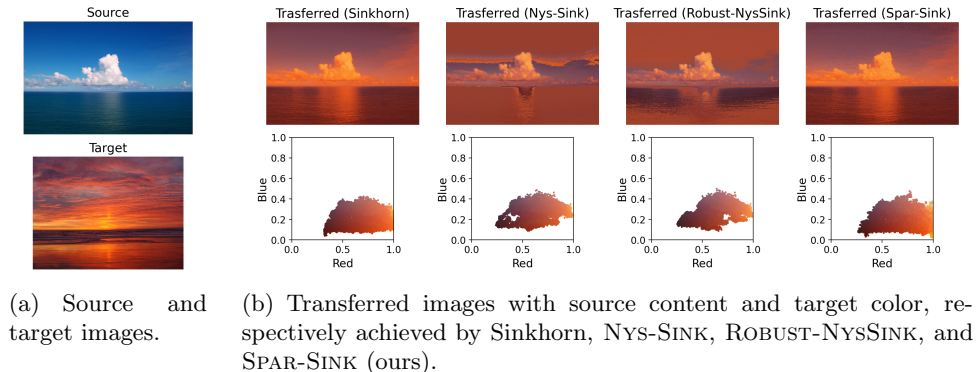 Source
Target
(a) Source and
target images.
Trasferred (Sinkhorn)
Trasferred (Nys-Sink)
Trasferred (Robust-NysSink)
Trasferred (Spar-Sink)
1.0
0.8
0.6
0.4
0.2
0.0
Blue
0.5
1.0
Red
1.0
0.8
0.6
0.4
0.2
0.0
Blue
0.0
0.5
1.0
Red
1.0
0.8
0.6
0.4
0.2
0.0
Blue
0.0
0.5
1.0
Red
1.0
0.8
0.6
0.4
0.2
0.0
Blue
0.0
0.5
1.0
Red
(b) Transferred images with source content and target color, re-
spectively achieved by Sinkhorn, NYS-SINK, ROBUST-NYSSINK, and
SPAR-SINK (ours).